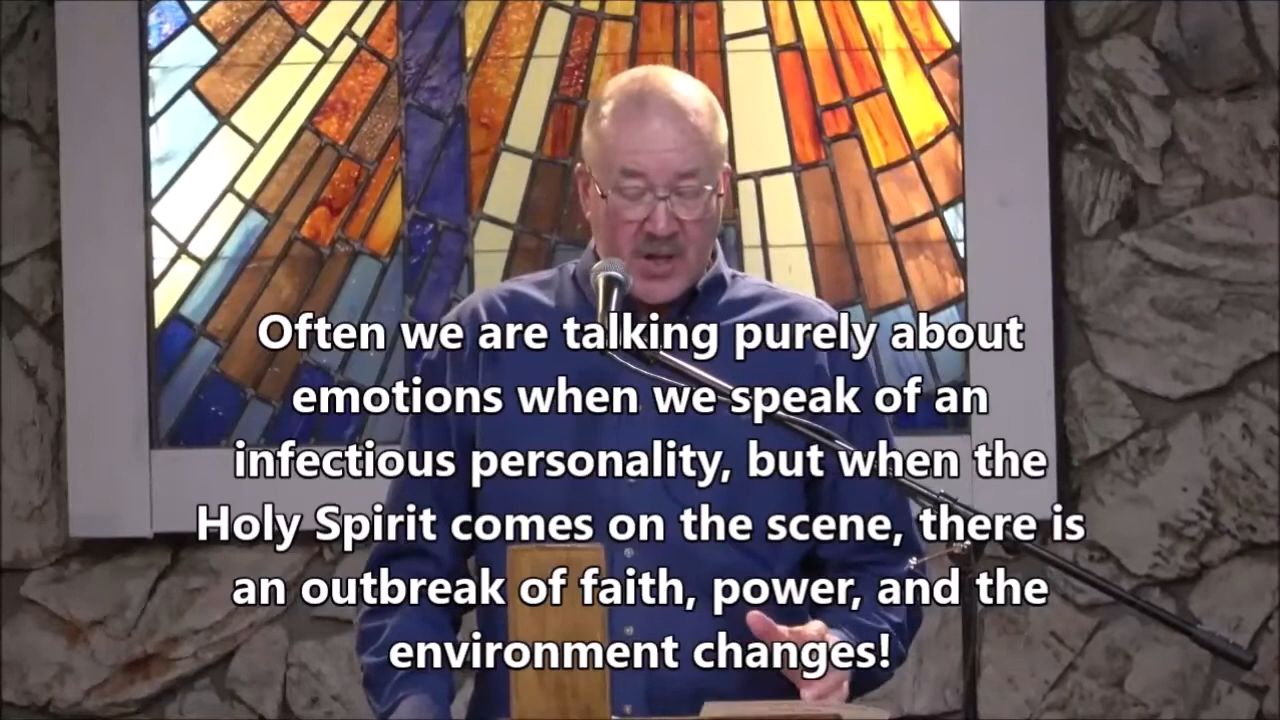 Often we are talking purely about
emotions when we speak of an
infectious personality, but when the
Holy Spirit comes on the scene, there is
an outbreak of faith, power, and the
environment changes!